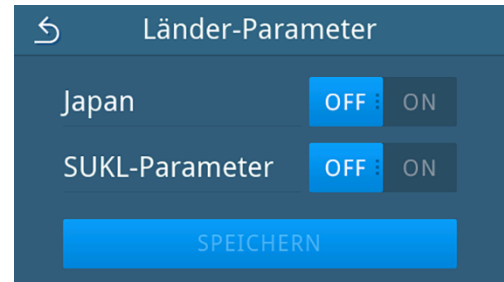 Länder-Parameter
Japan OFF ON
SUKL-Parameter OFF ON
SPEICHERN